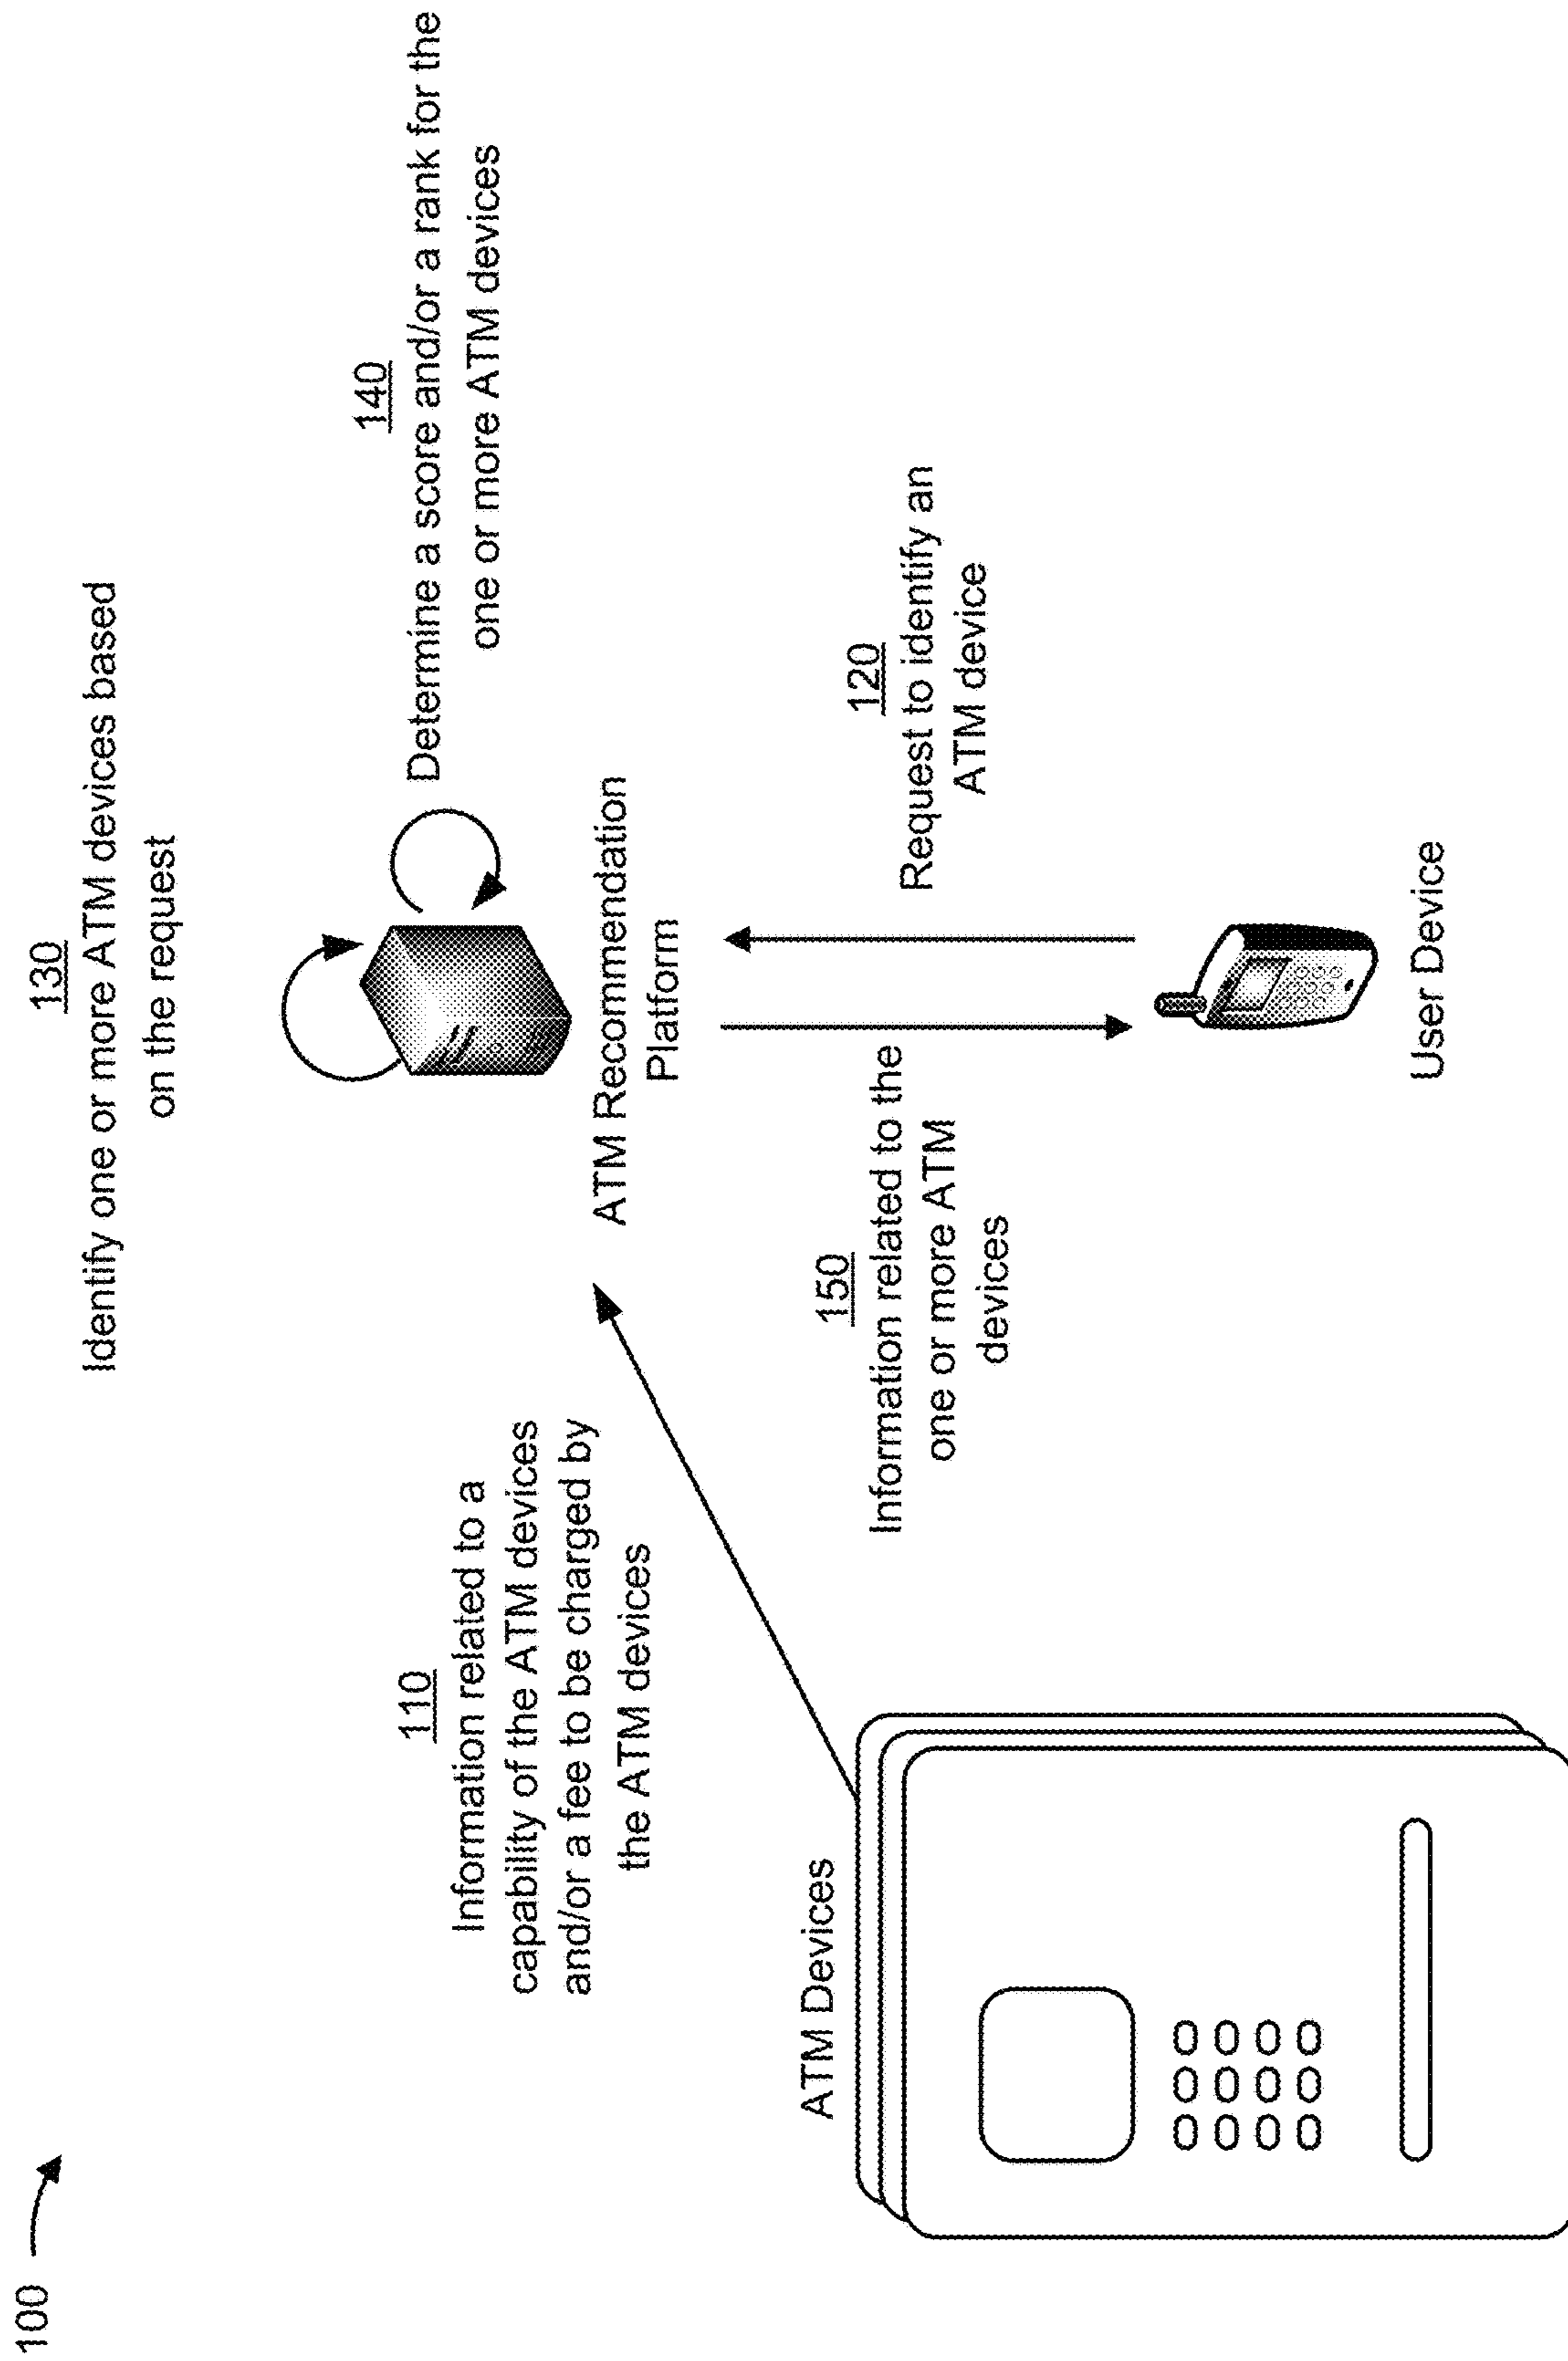 100
130
Identify one or more ATM devices based
on the request
140
Determine a score and/or a rank for the
one or more ATM devices
110
Information related to a
capability of the ATM devices
and/or a fee to be charged by
the ATM devices
ATM Recommendation
Platform
120
Request to identify an
ATM device
150
Information related to the
one or more ATM
devices
ATM Devices
User Device